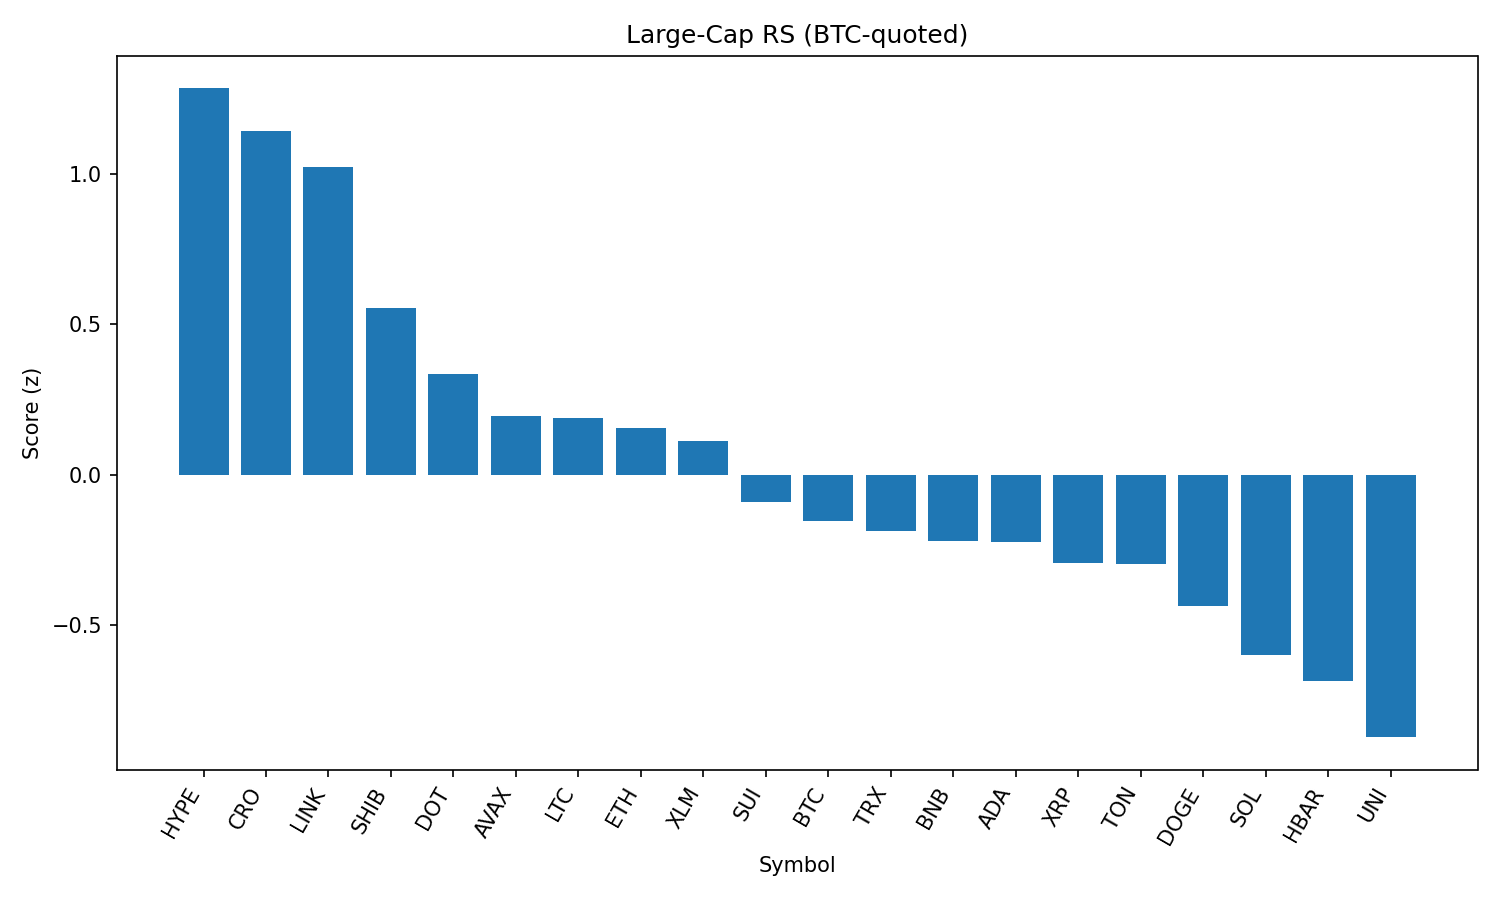 Large-Cap RS (BTC-quoted)
Score (z)
1.0
0.5
0.0
−0.5
HYPE
CRO
LINK
SHIB
DOT
AVAX
LTC
ETH
XLM
SUI
BTC
TRX
BNB
ADA
XRP
TON
DOGE
SOL
HBAR
UNI
Symbol